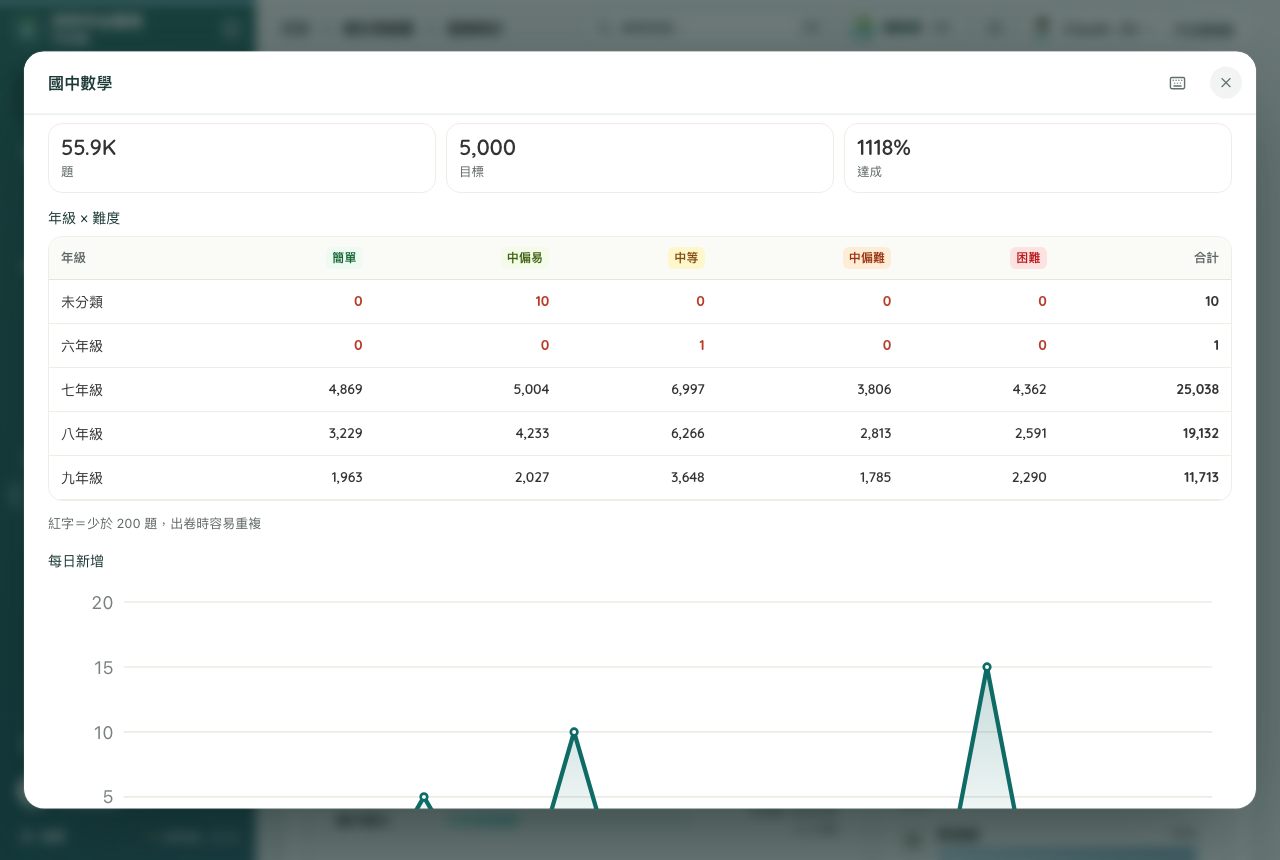 國中數學
55.9K
題
5,000
目標
1118%
達成
年級 × 難度
年級 簡單 中偏易 中等 中偏難 困難 合計
未分類 0 10 0 0 0 10
六年級 0 0 1 0 0 1
七年級 4,869 5,004 6,997 3,806 4,362 25,038
八年級 3,229 4,233 6,266 2,813 2,591 19,132
九年級 1,963 2,027 3,648 1,785 2,290 11,713
紅字＝少於 200 題，出卷時容易重複
每日新增
20
15
10
5